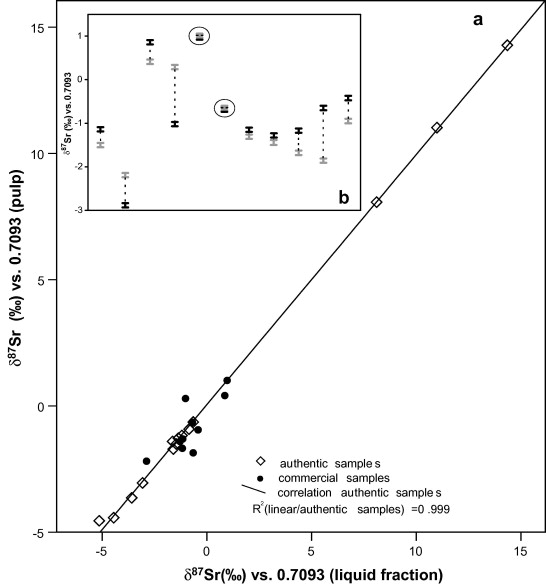 a
15
10
5
0
-5
δ⁸⁷Sr (‰) vs. 0.7093 (pulp)
1
0
-1
-2
-3
δ⁸⁷Sr (‰) vs. 0.7093
b
authentic samples
commercial samples
correlation authentic samples
R²(linear/authentic samples) =0.999
-5 0 5 10 15
δ⁸⁷Sr(‰) vs. 0.7093 (liquid fraction)